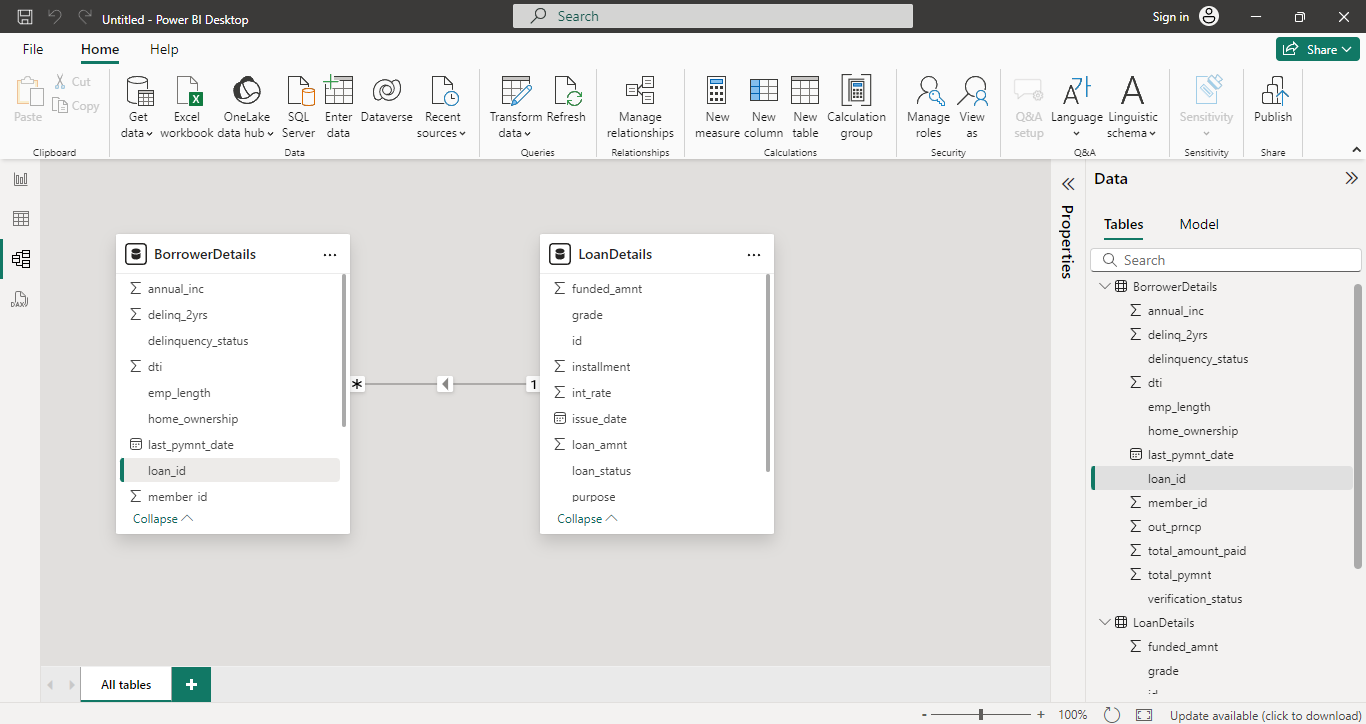 Untitled - Power BI Desktop
Search
Sign in
File
Home
Help
Share
Paste
Cut
Copy
Get data
Excel workbook
OneLake data hub
SQL Server
Enter data
Dataverse
Recent sources
Transform data
Refresh
Manage relationships
New measure
New column
New table
Calculation group
Manage roles
View as
Q&A setup
Language
Linguistic schema
Sensitivity
Publish
Clipboard
Data
Queries
Relationships
Calculations
Security
Q&A
Sensitivity
Share
DAX
BorrowerDetails
annual_inc
delinq_2yrs
delinquency_status
dti
emp_length
home_ownership
last_pymnt_date
loan_id
member_id
Collapse
*
1
LoanDetails
funded_amnt
grade
id
installment
int_rate
issue_date
loan_amnt
loan_status
purpose
Collapse
Properties
Data
Tables
Model
Search
BorrowerDetails
annual_inc
delinq_2yrs
delinquency_status
dti
emp_length
home_ownership
last_pymnt_date
loan_id
member_id
out_prncp
total_amount_paid
total_pymnt
verification_status
LoanDetails
funded_amnt
grade
All tables
- + 100%
Update available (click to download)